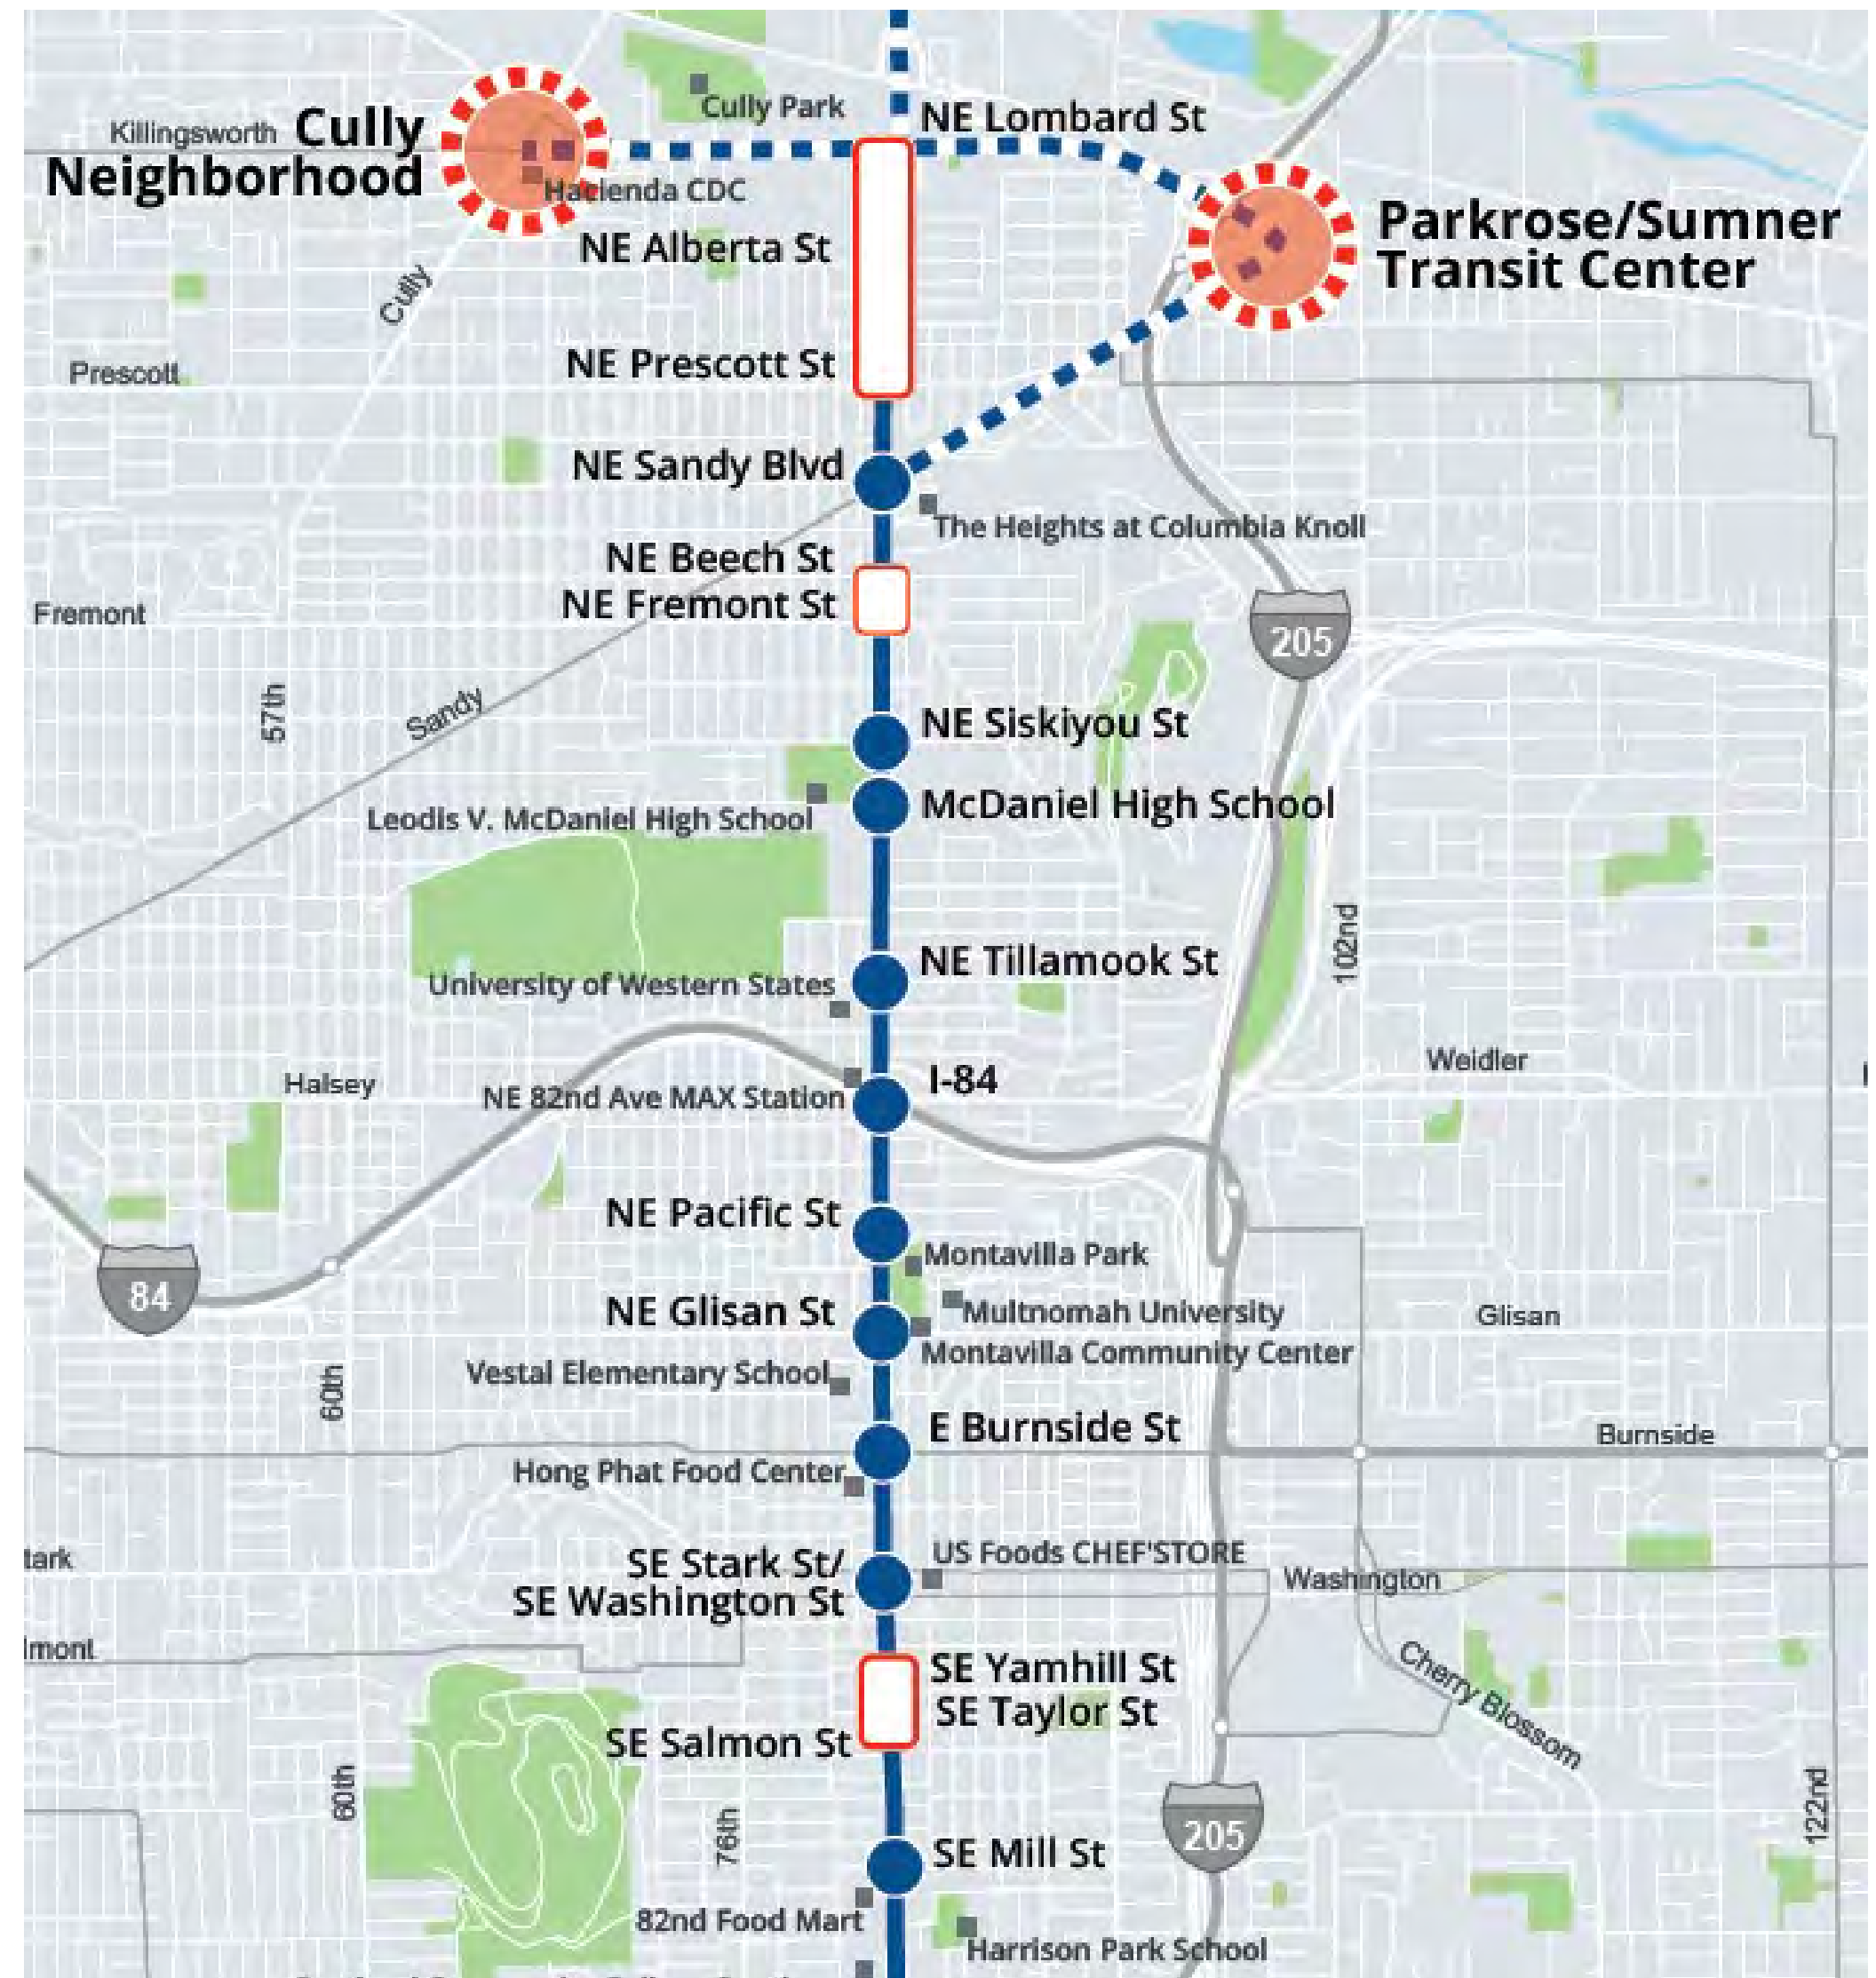 Cully Park
NE Lombard St
Killingsworth
Cully
Neighborhood
Hacienda CDC
Parkrose/Sumner
Transit Center
NE Alberta St
Cully
NE Prescott St
Prescott
NE Sandy Blvd
The Heights at Columbia Knoll
NE Beech St
NE Fremont St
Fremont
205
57th
Sandy
NE Siskiyou St
McDaniel High School
Leodis V. McDaniel High School
102nd
NE Tillamook St
University of Western States
Weidler
Halsey
I-84
NE 82nd Ave MAX Station
NE Pacific St
Montavilla Park
84
NE Glisan St
Multnomah University
Glisan
Montavilla Community Center
Vestal Elementary School
60th
E Burnside St
Burnside
Hong Phat Food Center
US Foods CHEF'STORE
tark
SE Stark St/
SE Washington St
Washington
lmont
SE Yamhill St
SE Taylor St
Cherry Blossom
SE Salmon St
60th
76th
122nd
205
SE Mill St
82nd Food Mart
Harrison Park School